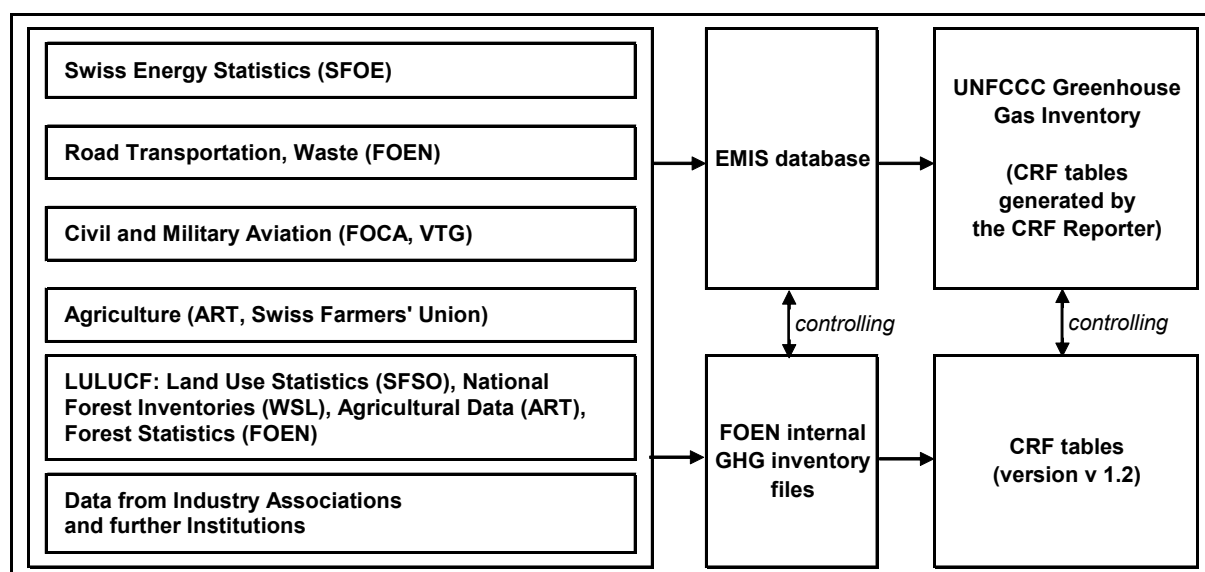 Swiss Energy Statistics (SFOE)
Road Transportation, Waste (FOEN)
Civil and Military Aviation (FOCA, VTG)
Agriculture (ART, Swiss Farmers' Union)
LULUCF: Land Use Statistics (SFSO), National
Forest Inventories (WSL), Agricultural Data (ART),
Forest Statistics (FOEN)
Data from Industry Associations
and further Institutions
EMIS database
controlling
FOEN internal
GHG inventory
files
UNFCCC Greenhouse
Gas Inventory
(CRF tables
generated by
the CRF Reporter)
controlling
CRF tables
(version v 1.2)